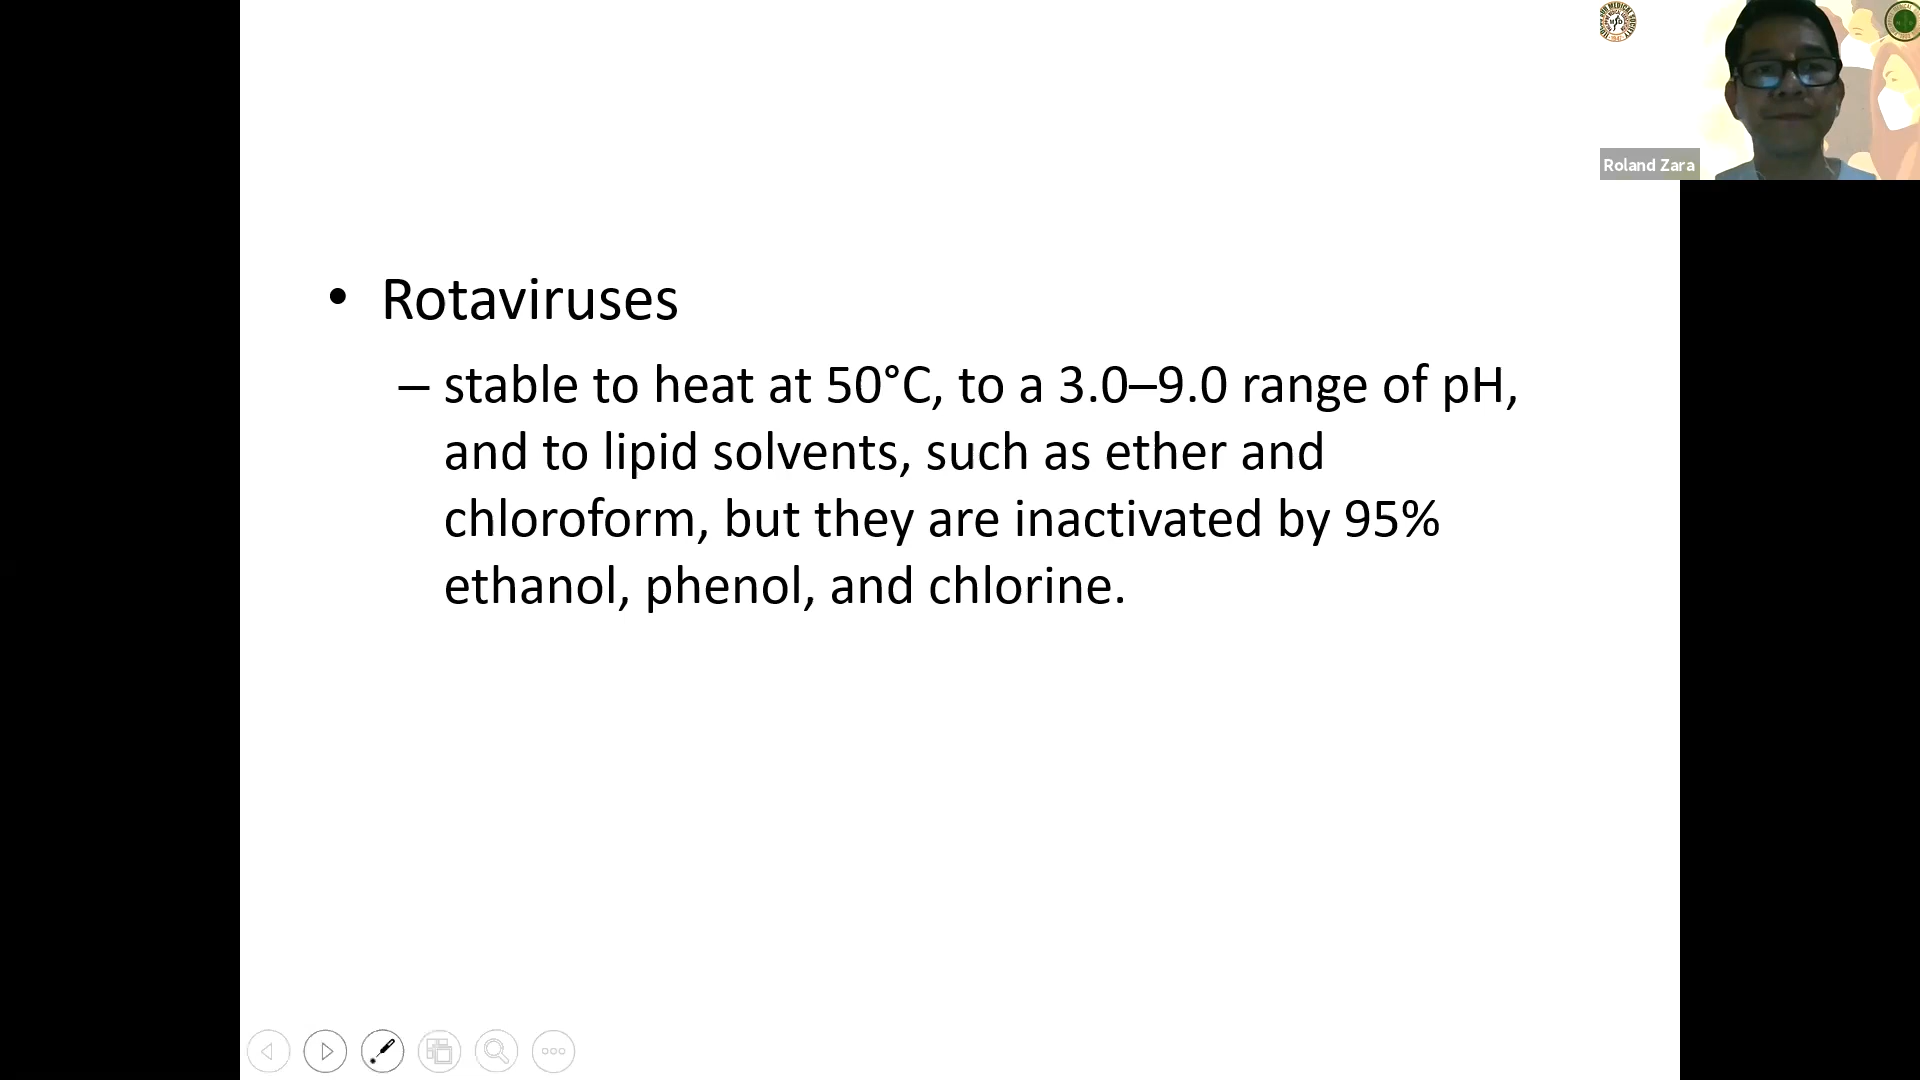 Roland Zara
• Rotaviruses
– stable to heat at 50°C, to a 3.0–9.0 range of pH,
and to lipid solvents, such as ether and
chloroform, but they are inactivated by 95%
ethanol, phenol, and chlorine.